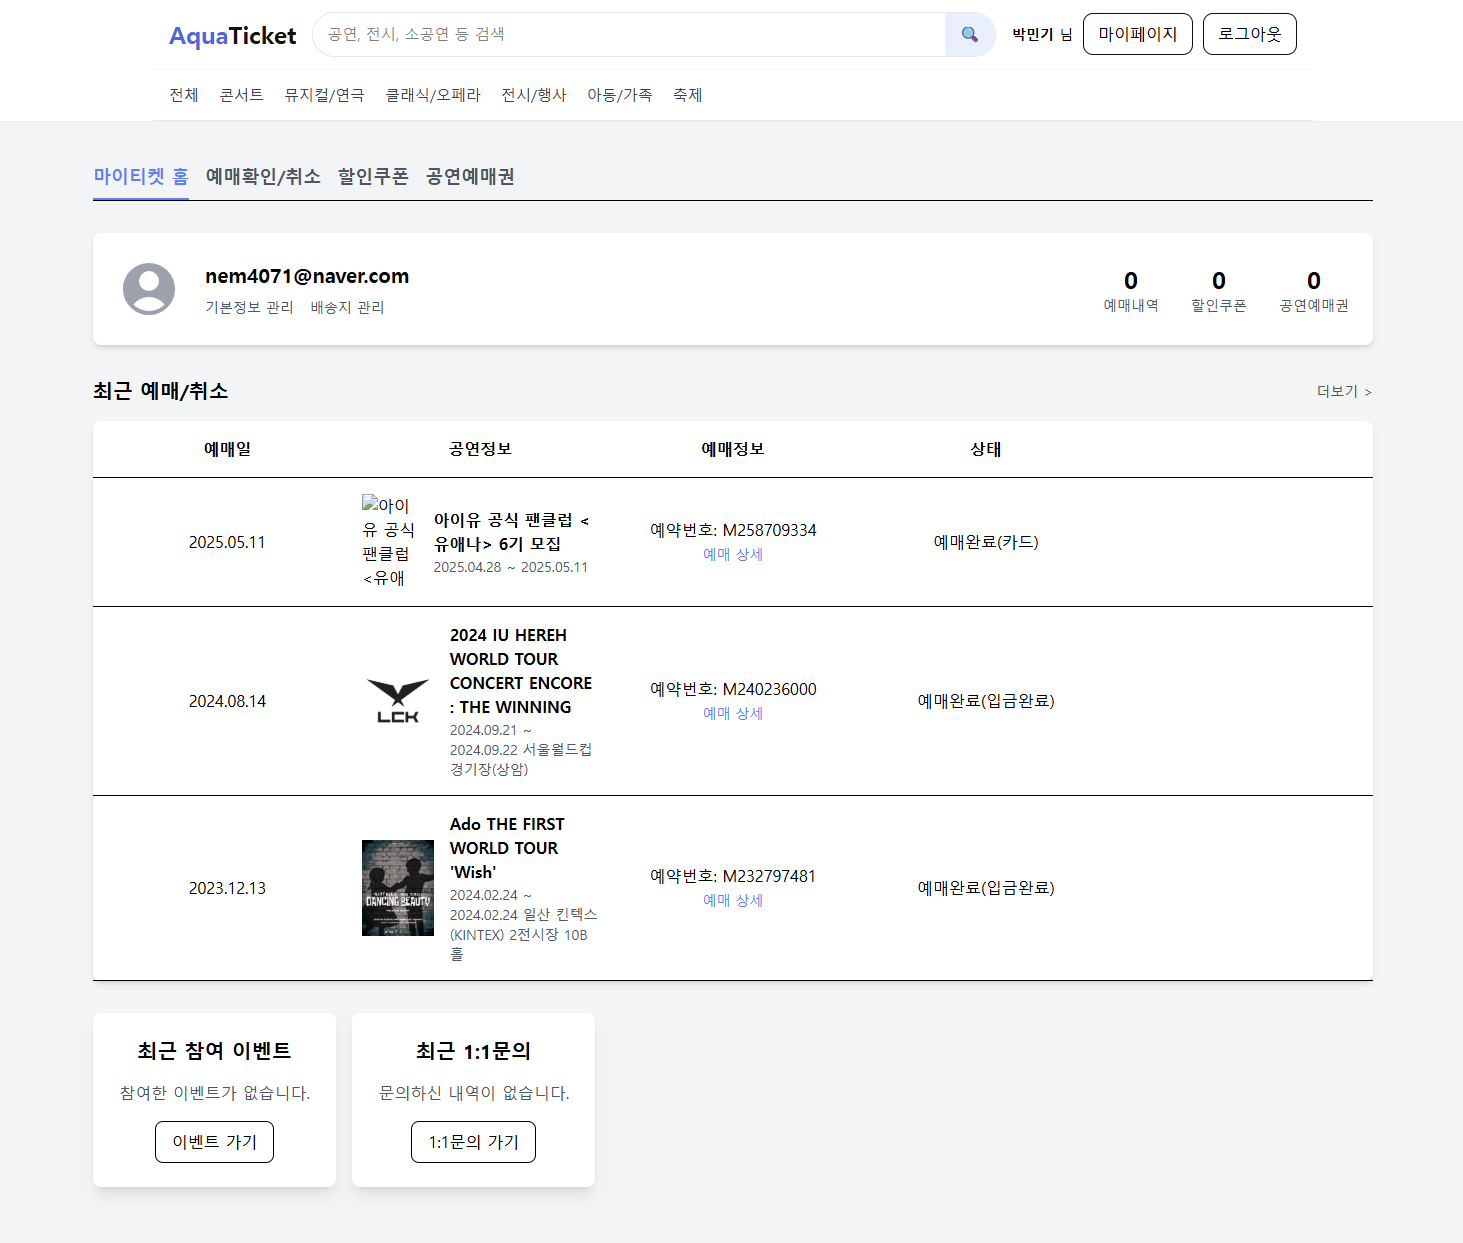 AquaTicket
공연, 전시, 소공연 등 검색
박민기 님
마이페이지
로그아웃
전체 콘서트 뮤지컬/연극 클래식/오페라 전시/행사 아동/가족 축제
마이티켓 홈 예매확인/취소 할인쿠폰 공연예매권
nem4071@naver.com
기본정보 관리 배송지 관리
0
예매내역
0
할인쿠폰
0
공연예매권
최근 예매/취소
더보기 >
예매일 공연정보 예매정보 상태
2025.05.11
아이
유 공식
팬클럽
<유애
아이유 공식 팬클럽 <
유애나> 6기 모집
2025.04.28 ~ 2025.05.11
예약번호: M258709334
예매 상세
예매완료(카드)
2024.08.14
LCK
2024 IU HEREH
WORLD TOUR
CONCERT ENCORE
: THE WINNING
2024.09.21 ~
2024.09.22 서울월드컵
경기장(상암)
예약번호: M240236000
예매 상세
예매완료(입금완료)
2023.12.13
DANCING BEAUTY
Ado THE FIRST
WORLD TOUR
'Wish'
2024.02.24 ~
2024.02.24 일산 킨텍스
(KINTEX) 2전시장 10B
홀
예약번호: M232797481
예매 상세
예매완료(입금완료)
최근 참여 이벤트
참여한 이벤트가 없습니다.
이벤트 가기
최근 1:1문의
문의하신 내역이 없습니다.
1:1문의 가기